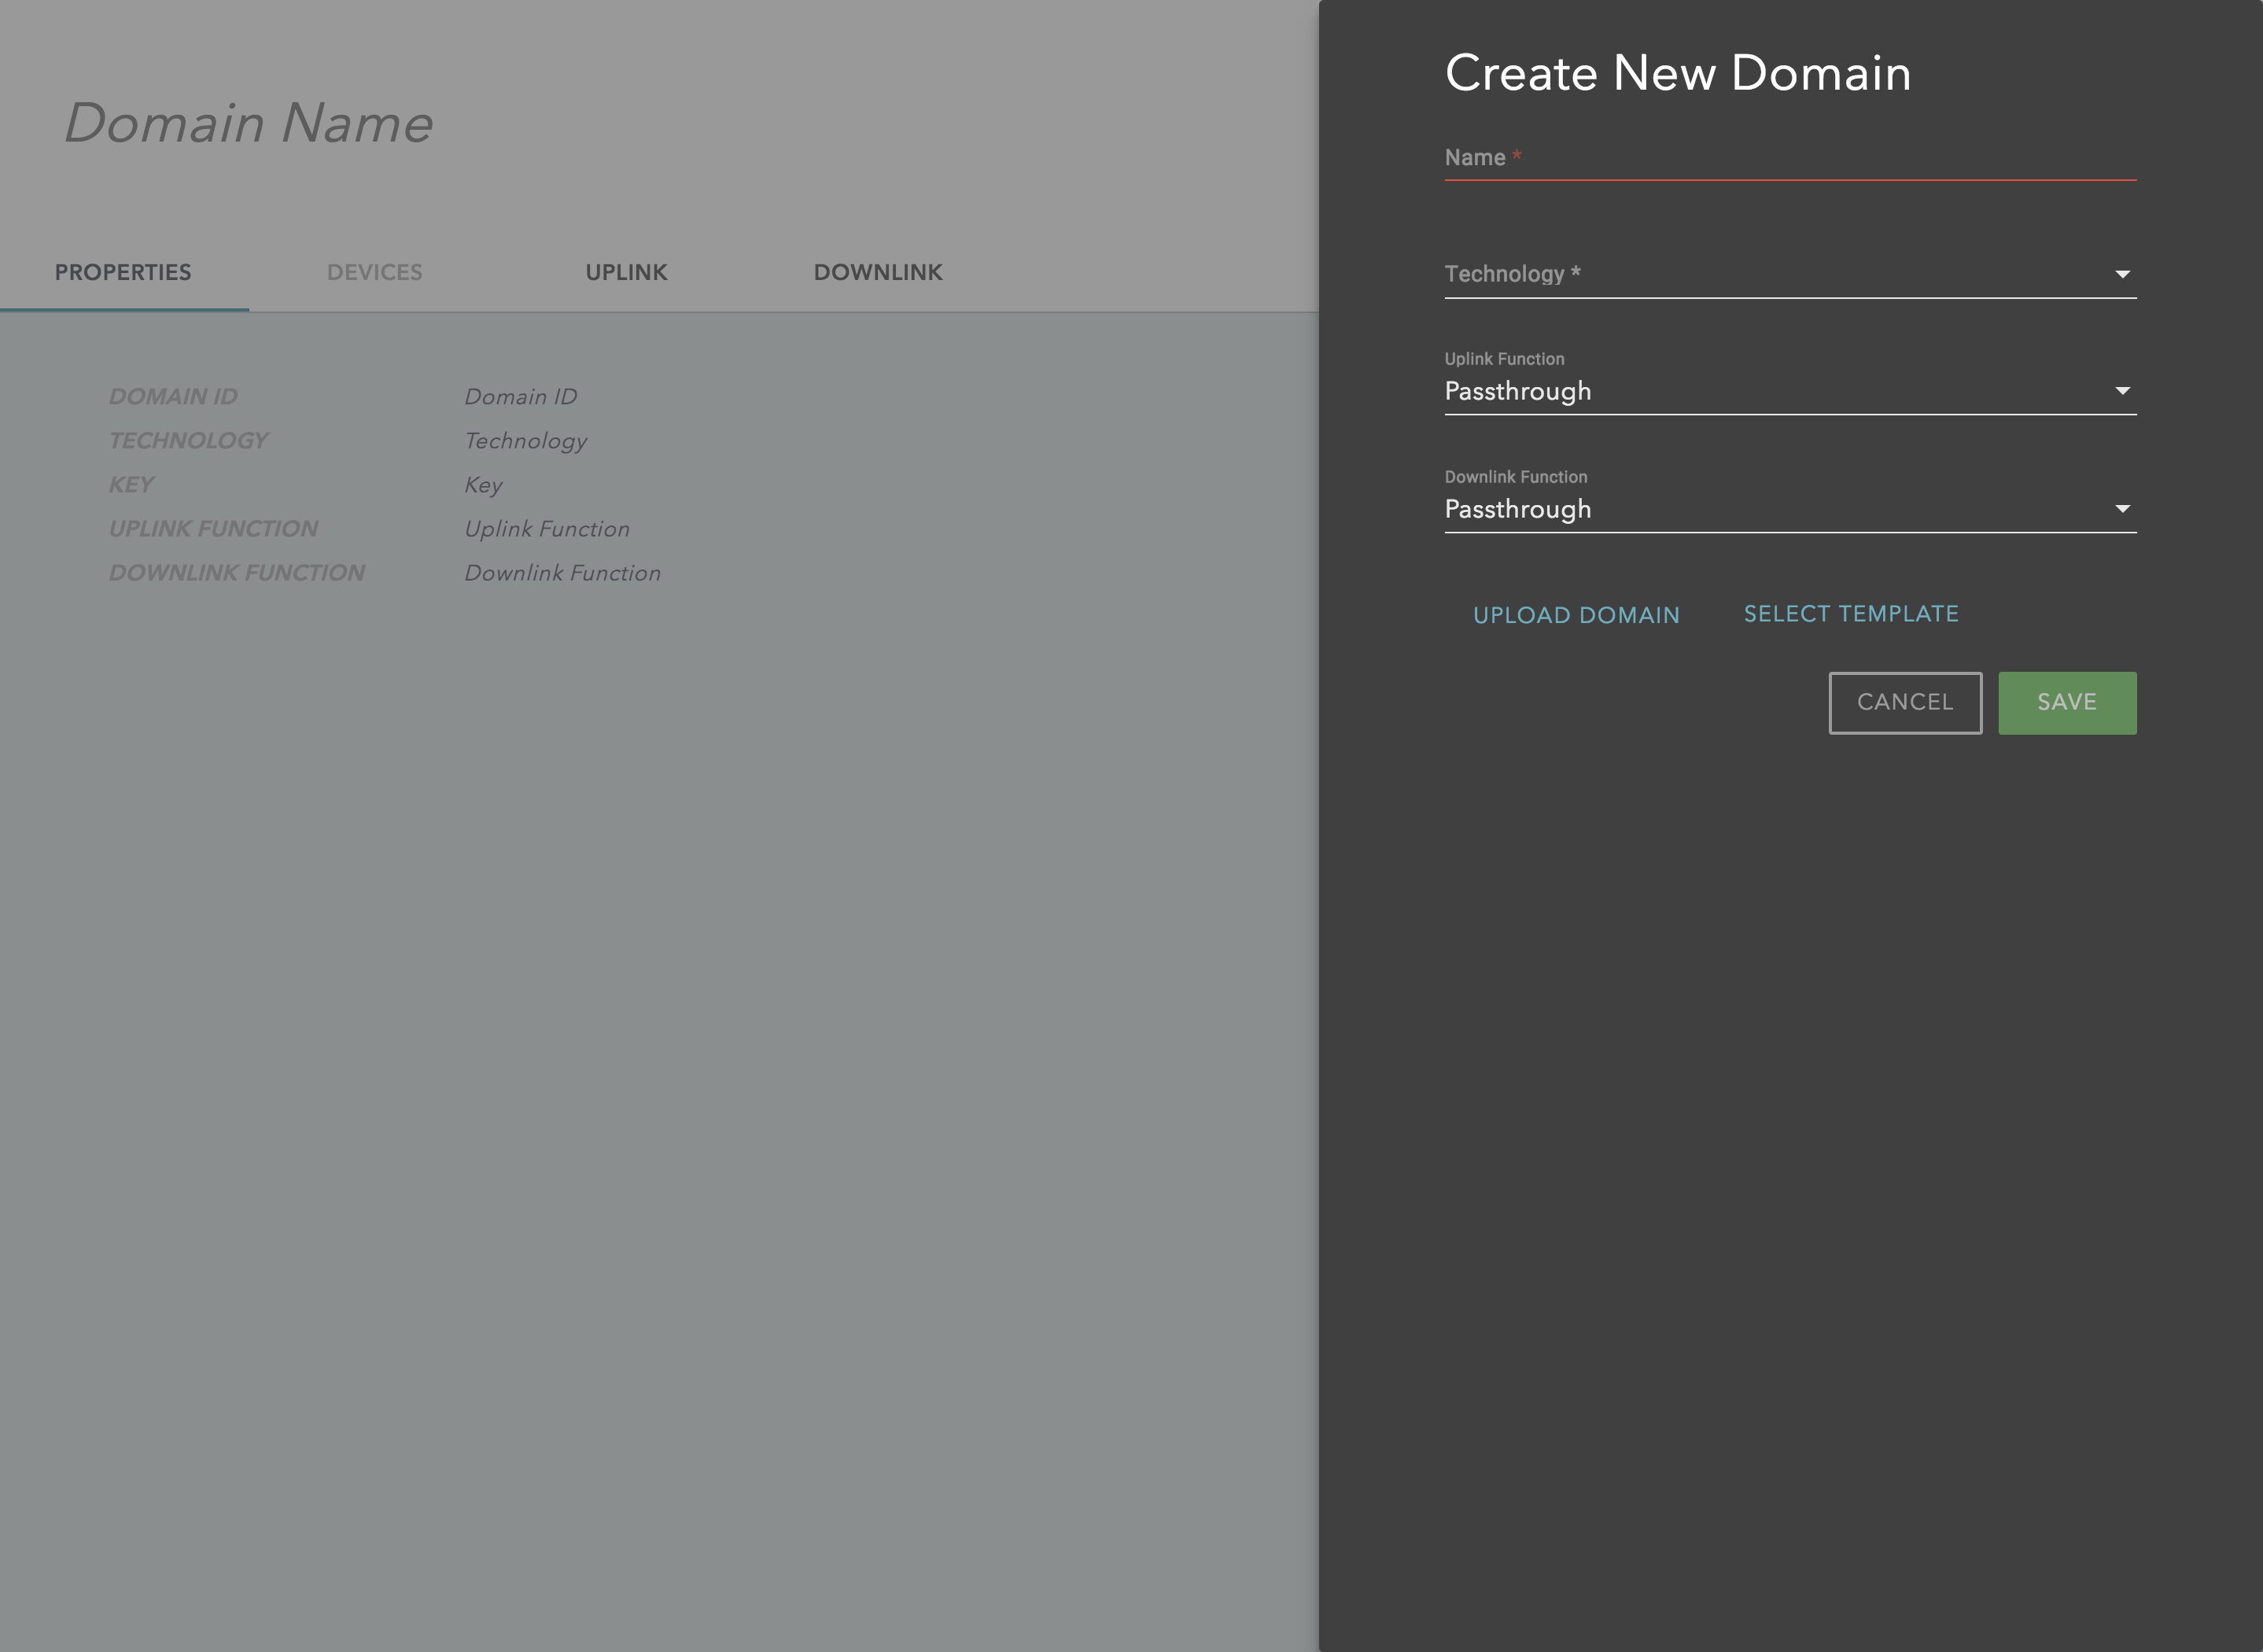 Domain Name
PROPERTIES DEVICES UPLINK DOWNLINK
DOMAIN ID Domain ID
TECHNOLOGY Technology
KEY Key
UPLINK FUNCTION Uplink Function
DOWNLINK FUNCTION Downlink Function
Create New Domain
Name *
Technology *
Uplink Function
Passthrough
Downlink Function
Passthrough
UPLOAD DOMAIN SELECT TEMPLATE
CANCEL SAVE